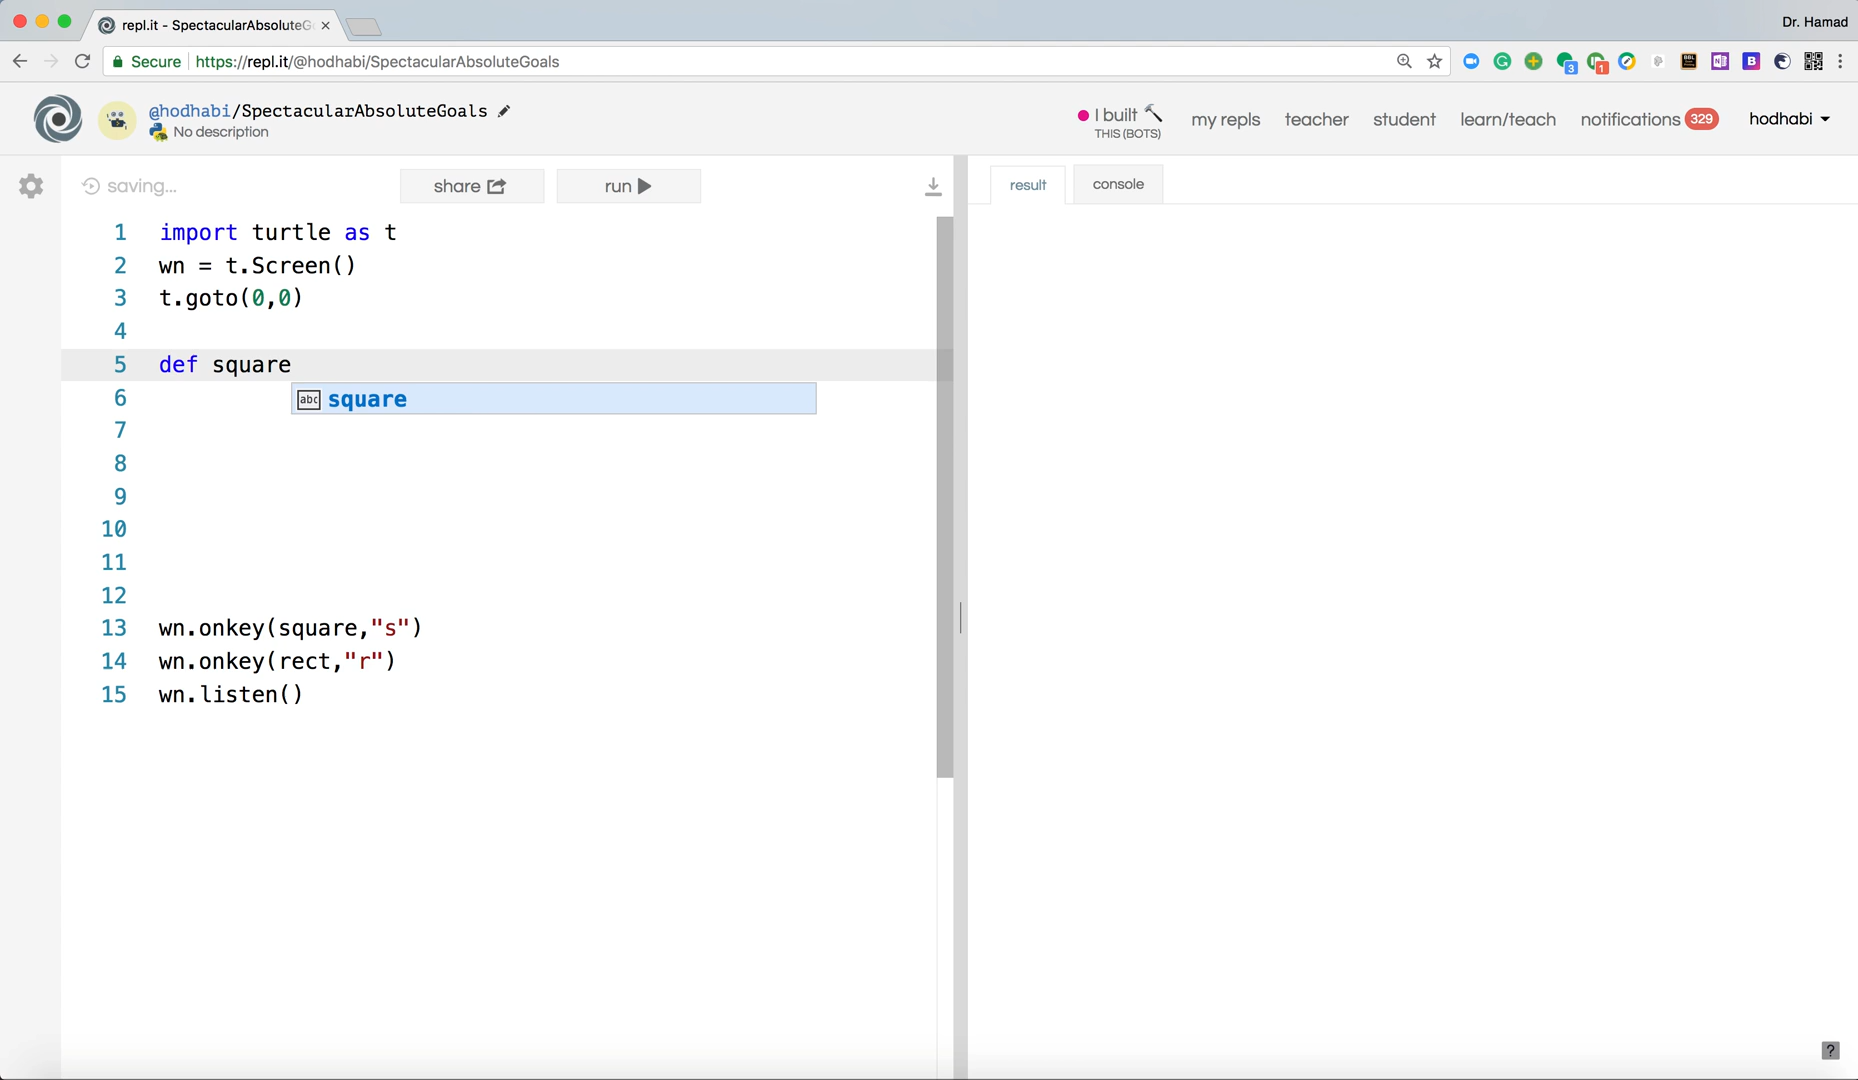 repl.it - SpectacularAbsoluteG
Dr. Hamad
Secure https://repl.it/@hodhabi/SpectacularAbsoluteGoals
3
1
@hodhabi/SpectacularAbsoluteGoals
No description
I built
THIS (BOTS)
my repls
teacher
student
learn/teach
notifications 329
hodhabi
saving...
share
run
result
console
1 import turtle as t
2 wn = t.Screen()
3 t.goto(0,0)
4
5 def square
6 abc square
7
8
9
10
11
12
13 wn.onkey(square,"s")
14 wn.onkey(rect,"r")
15 wn.listen()
?